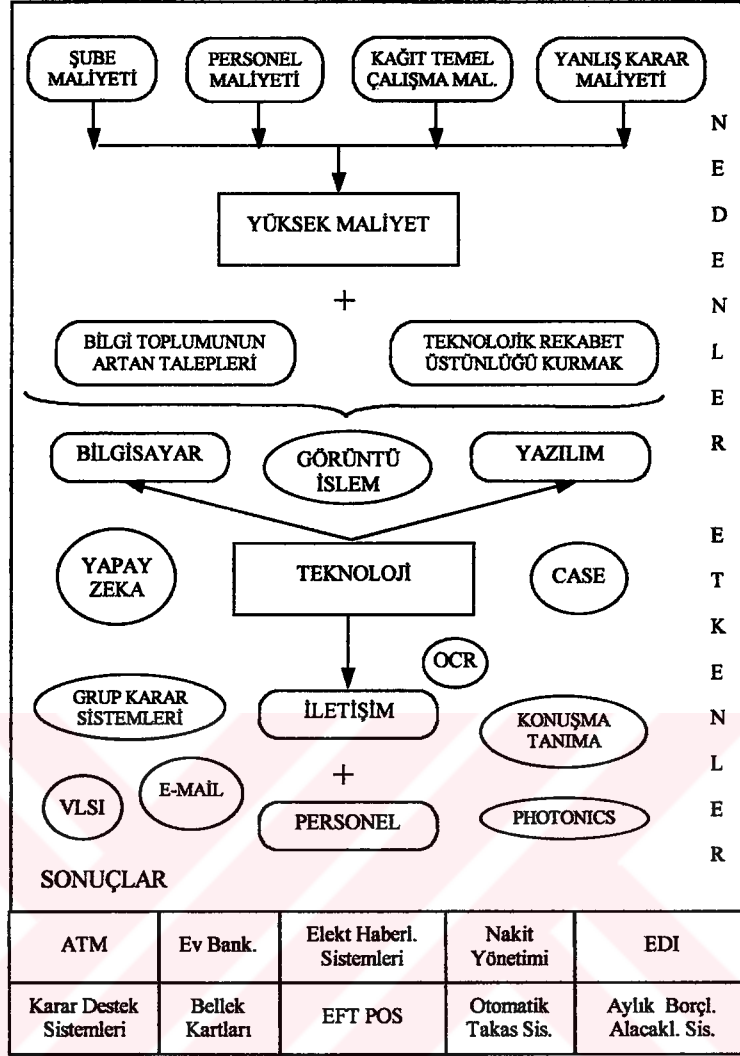 ŞUBE
MALİYETİ
PERSONEL
MALİYETİ
KAĞIT TEMEL
ÇALIŞMA MAL.
YANLIŞ KARAR
MALİYETİ
YÜKSEK MALİYET
+
BİLGİ TOPLUMUNUN
ARTAN TALEPLERİ
TEKNOLOJİK REKABET
ÜSTÜNLÜĞÜ KURMAK
NEDENLER
BİLGİSAYAR
GÖRÜNTÜ
İSLEM
YAZILIM
YAPAY
ZEKA
TEKNOLOJİ
CASE
OCR
GRUP KARAR
SİSTEMLERİ
İLETİŞİM
KONUŞMA
TANIMA
+
VLSI
E-MAİL
PERSONEL
PHOTONICS
ETKENLER
SONUÇLAR
ATM
Ev Bank.
Elekt Haberl.
Sistemleri
Nakit
Yönetimi
EDI
Karar Destek
Sistemleri
Bellek
Kartları
EFT POS
Otomatik
Takas Sis.
Aylık Borçl.
Alacakl. Sis.